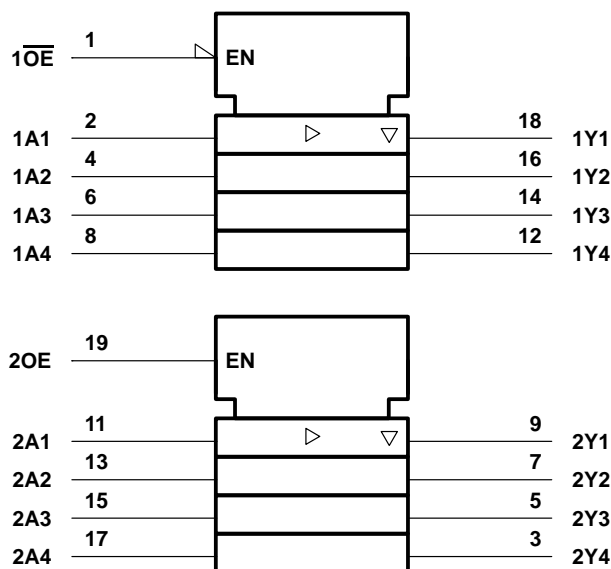 1
1O̅E̅ EN
2 18
1A1 1Y1
4 16
1A2 1Y2
6 14
1A3 1Y3
8 12
1A4 1Y4
19
2OE EN
11 9
2A1 2Y1
13 7
2A2 2Y2
15 5
2A3 2Y3
17 3
2A4 2Y4